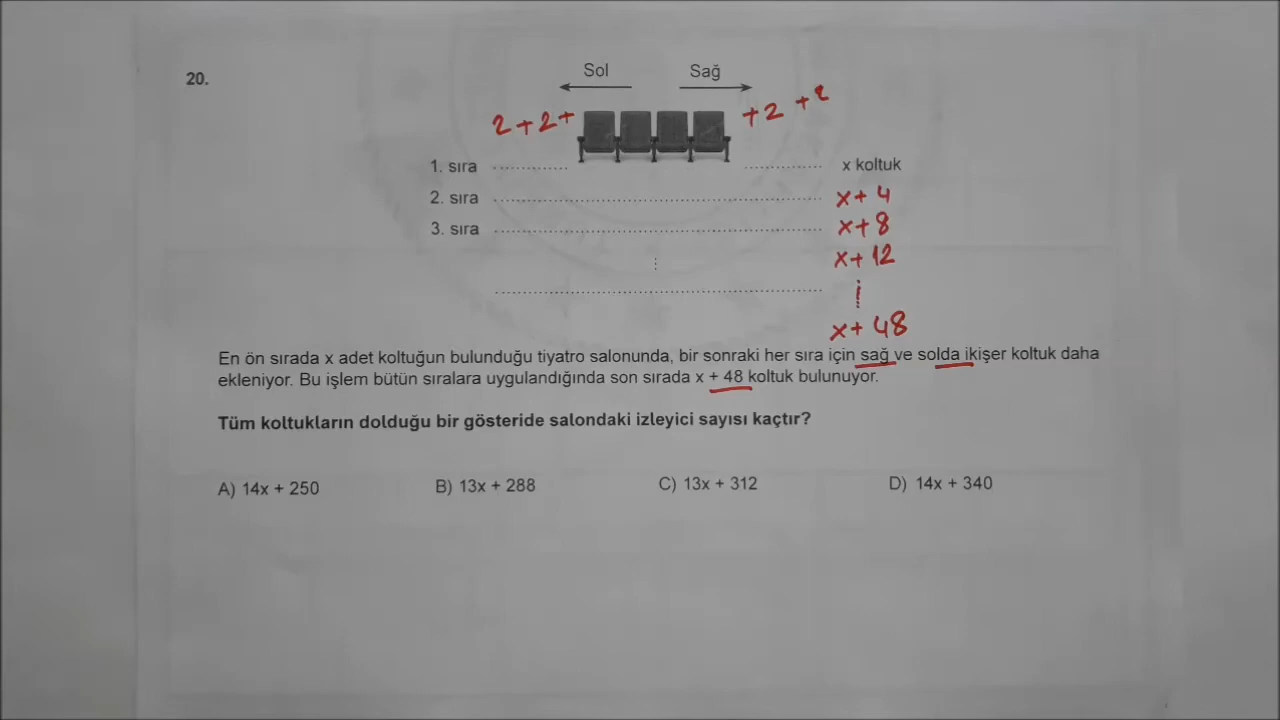 20.
Sol Sağ
2+2+ +2 +2
1. sıra ........... ........... x koltuk
2. sıra ........... x+4
3. sıra ........... x+8
x+12
x+48
En ön sırada x adet koltuğun bulunduğu tiyatro salonunda, bir sonraki her sıra için sağ ve solda ikişer koltuk daha
ekleniyor. Bu işlem bütün sıralara uygulandığında son sırada x + 48 koltuk bulunuyor.
Tüm koltukların dolduğu bir gösteride salondaki izleyici sayısı kaçtır?
A) 14x + 250 B) 13x + 288 C) 13x + 312 D) 14x + 340